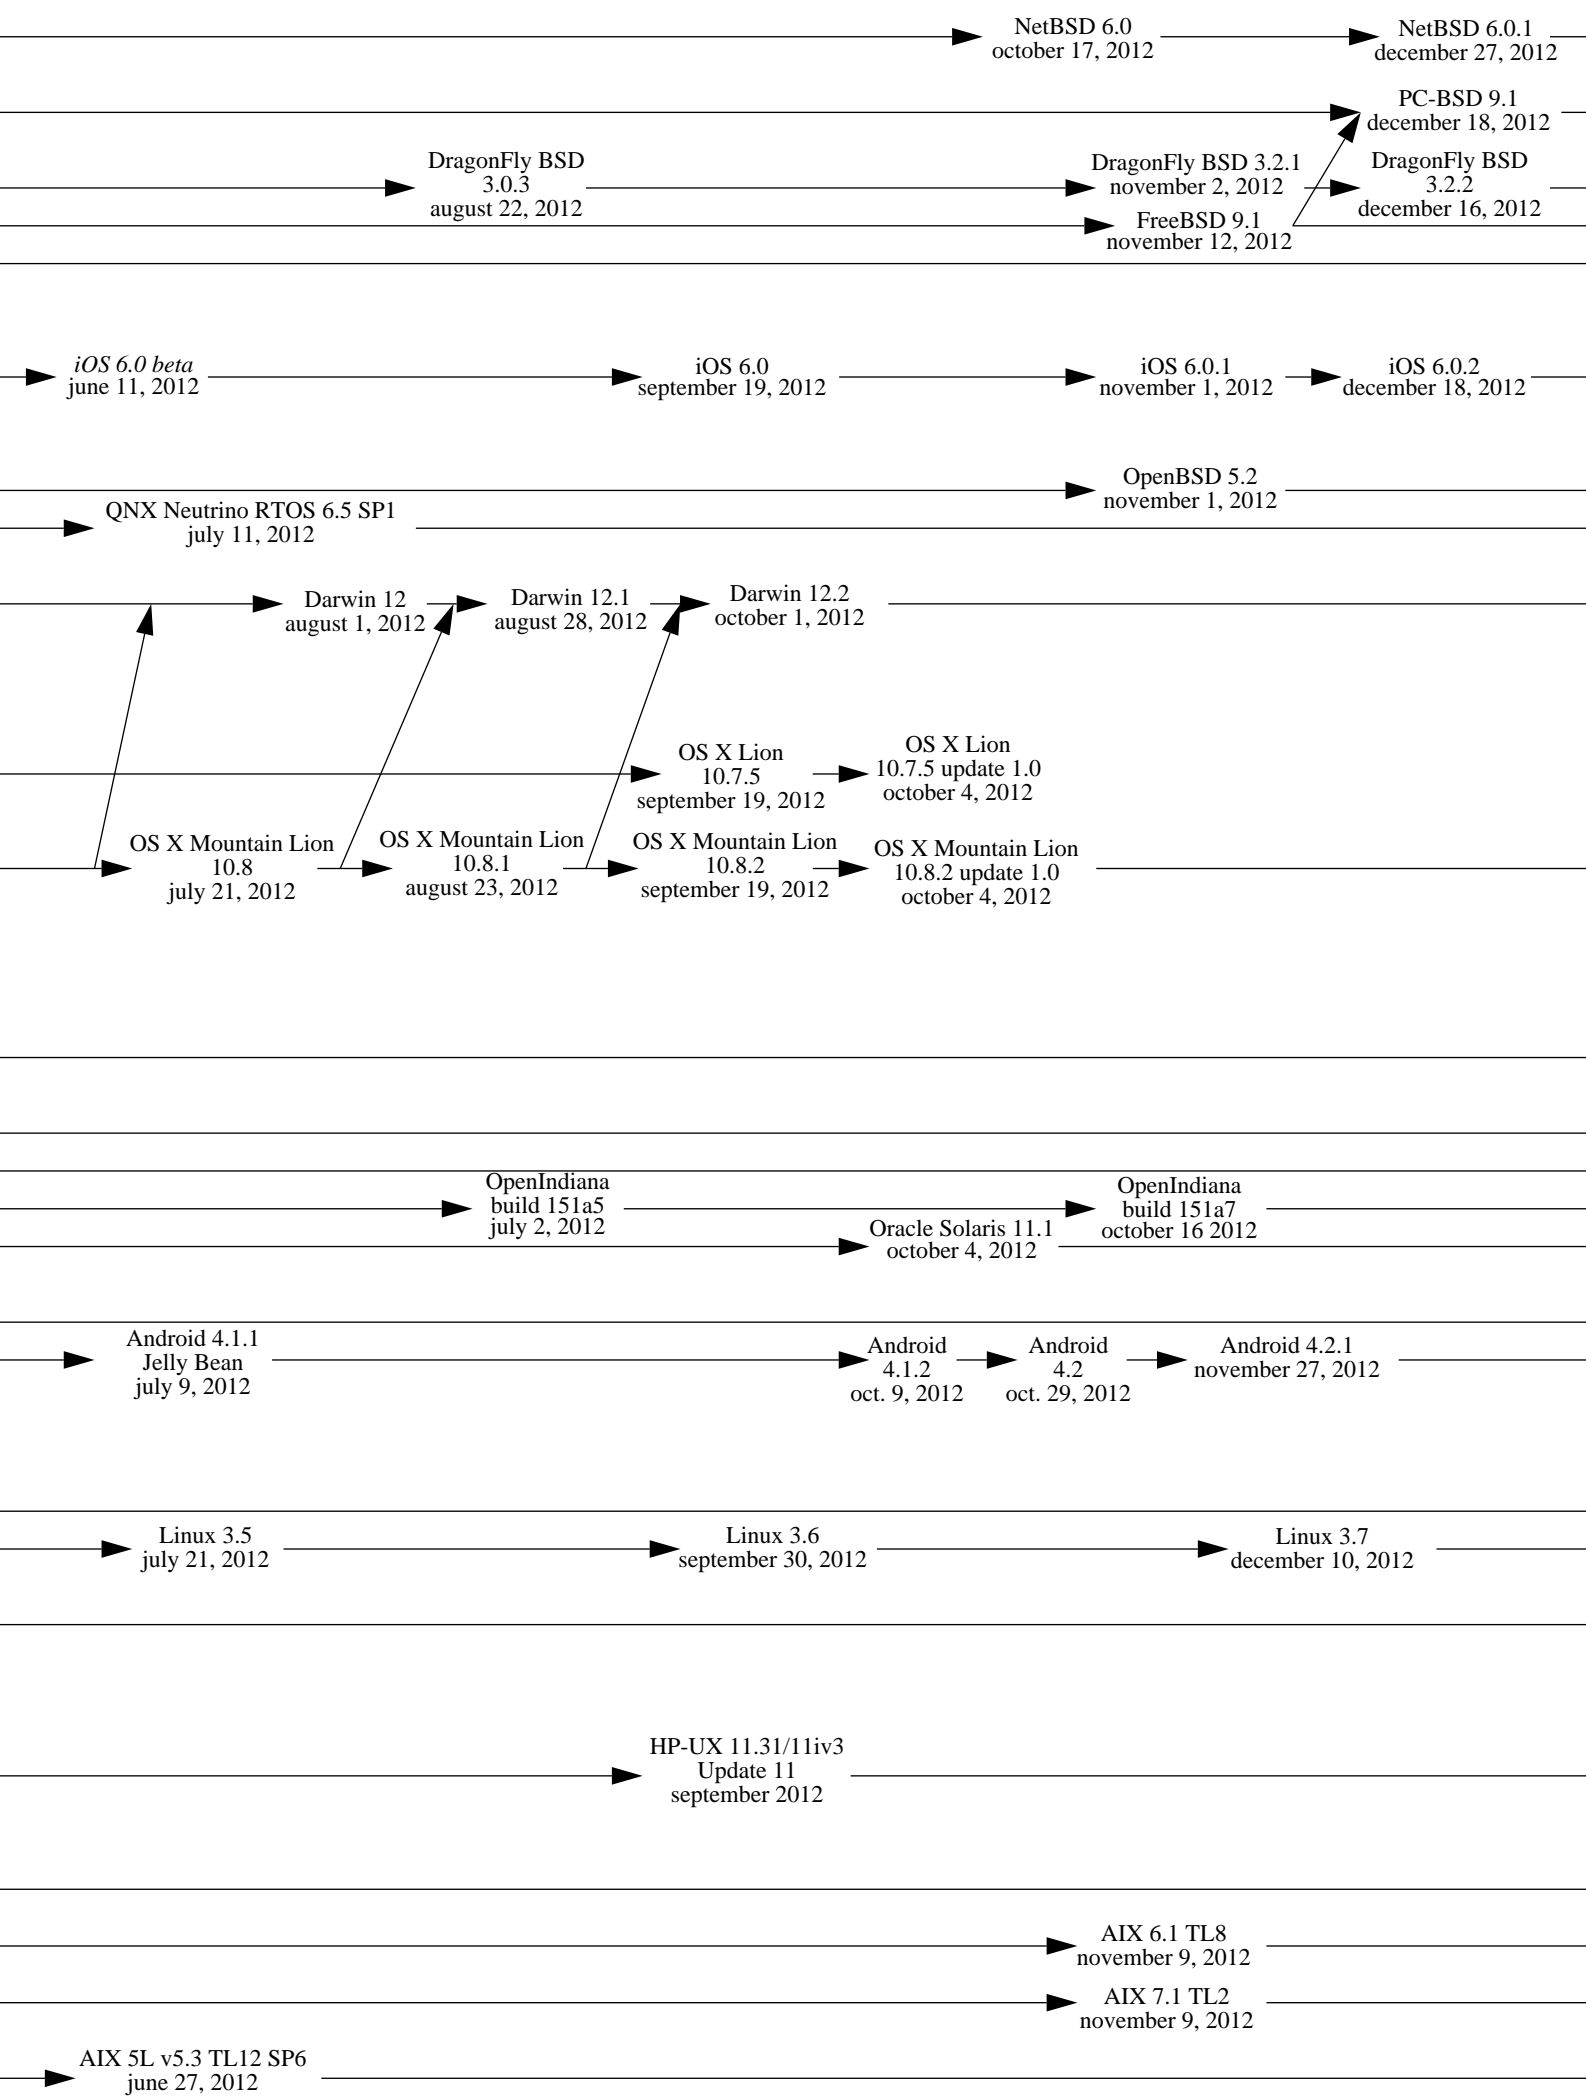 NetBSD 6.0
october 17, 2012
NetBSD 6.0.1
december 27, 2012
PC-BSD 9.1
december 18, 2012
DragonFly BSD
3.0.3
august 22, 2012
DragonFly BSD 3.2.1
november 2, 2012
DragonFly BSD
3.2.2
december 16, 2012
FreeBSD 9.1
november 12, 2012
iOS 6.0 beta
june 11, 2012
iOS 6.0
september 19, 2012
iOS 6.0.1
november 1, 2012
iOS 6.0.2
december 18, 2012
OpenBSD 5.2
november 1, 2012
QNX Neutrino RTOS 6.5 SP1
july 11, 2012
Darwin 12
august 1, 2012
Darwin 12.1
august 28, 2012
Darwin 12.2
october 1, 2012
OS X Lion
10.7.5
september 19, 2012
OS X Lion
10.7.5 update 1.0
october 4, 2012
OS X Mountain Lion
10.8
july 21, 2012
OS X Mountain Lion
10.8.1
august 23, 2012
OS X Mountain Lion
10.8.2
september 19, 2012
OS X Mountain Lion
10.8.2 update 1.0
october 4, 2012
OpenIndiana
build 151a5
july 2, 2012
OpenIndiana
build 151a7
october 16 2012
Oracle Solaris 11.1
october 4, 2012
Android 4.1.1
Jelly Bean
july 9, 2012
Android
4.1.2
oct. 9, 2012
Android
4.2
oct. 29, 2012
Android 4.2.1
november 27, 2012
Linux 3.5
july 21, 2012
Linux 3.6
september 30, 2012
Linux 3.7
december 10, 2012
HP-UX 11.31/11iv3
Update 11
september 2012
AIX 6.1 TL8
november 9, 2012
AIX 7.1 TL2
november 9, 2012
AIX 5L v5.3 TL12 SP6
june 27, 2012